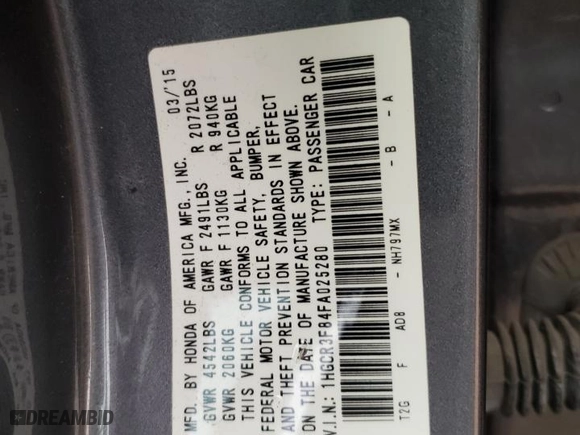 MFD. BY HONDA OF AMERICA MFG., INC. 03/'15
GVWR 4542LBS GAWR F 2491LBS R 2072LBS
GVWR 2060KG GAWR F 1130KG R 940KG
THIS VEHICLE CONFORMS TO ALL APPLICABLE
FEDERAL MOTOR VEHICLE SAFETY, BUMPER,
AND THEFT PREVENTION STANDARDS IN EFFECT
ON THE DATE OF MANUFACTURE SHOWN ABOVE.
V.I.N.: 1HGCR3F84FA025280 TYPE: PASSENGER CAR
T2G F AD8 - NH797MX - B - A
DREAMBID